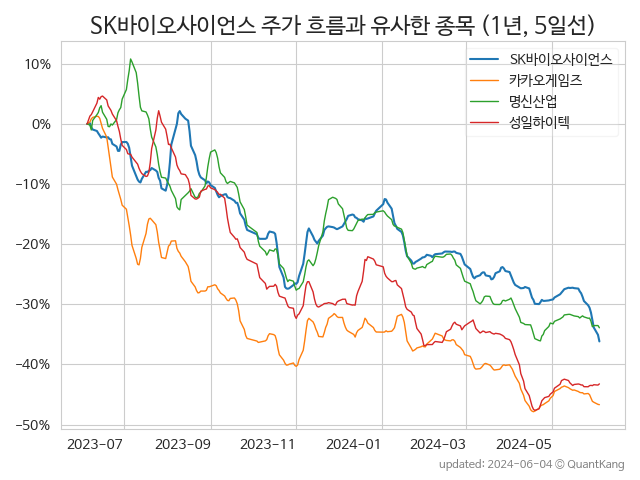 SK바이오사이언스 주가 흐름과 유사한 종목 (1년, 5일선)
SK바이오사이언스
카카오게임즈
명신산업
성일하이텍
10%
0%
−10%
−20%
−30%
−40%
−50%
2023−07
2023−09
2023−11
2024−01
2024−03
2024−05
updated: 2024-06-04 © QuantKang